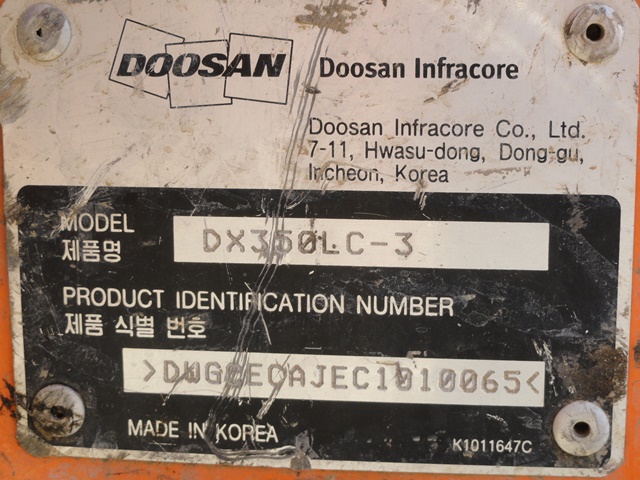 DOOSAN Doosan Infracore
Doosan Infracore Co., Ltd.
7-11, Hwasu-dong, Dong-gu,
Incheon, Korea
MODEL
제품명
DX350LC-3
PRODUCT IDENTIFICATION NUMBER
제품 식별 번호
>DWGCECAJEC1010065<
MADE IN KOREA
K1011647C